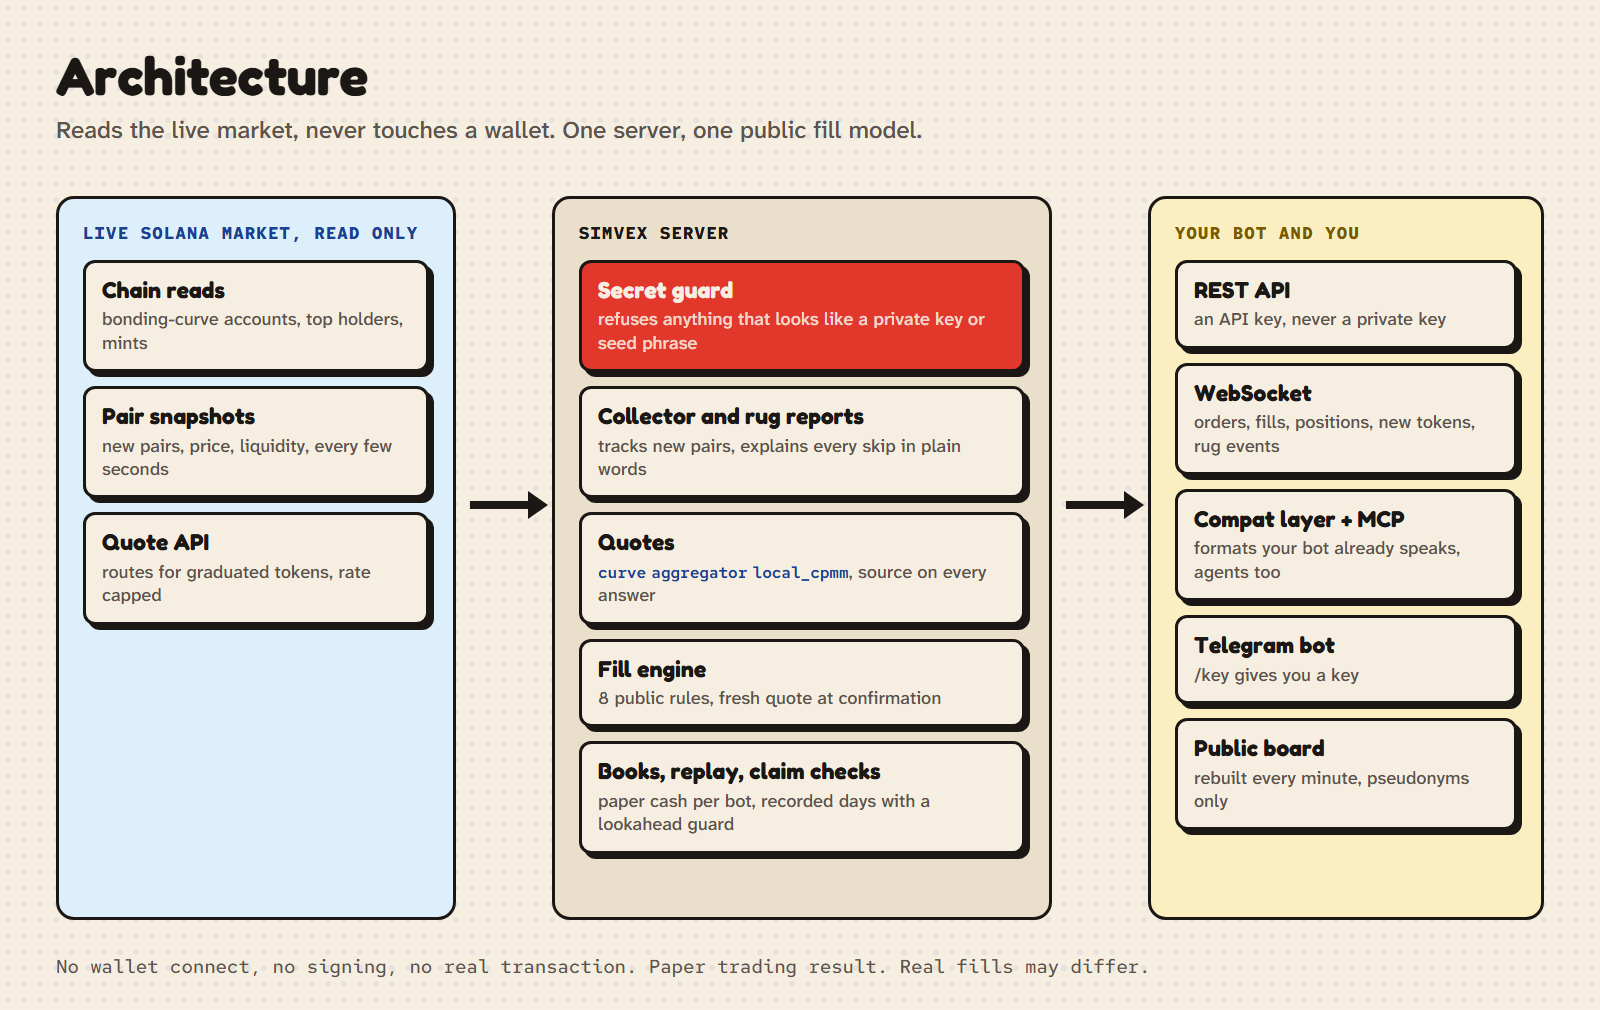 Architecture
Reads the live market, never touches a wallet. One server, one public fill model.
LIVE SOLANA MARKET, READ ONLY
Chain reads
bonding-curve accounts, top holders,
mints
Pair snapshots
new pairs, price, liquidity, every few
seconds
Quote API
routes for graduated tokens, rate
capped
SIMVEX SERVER
Secret guard
refuses anything that looks like a private key or
seed phrase
Collector and rug reports
tracks new pairs, explains every skip in plain
words
Quotes
curve aggregator local_cpmm, source on every
answer
Fill engine
8 public rules, fresh quote at confirmation
Books, replay, claim checks
paper cash per bot, recorded days with a
lookahead guard
YOUR BOT AND YOU
REST API
an API key, never a private key
WebSocket
orders, fills, positions, new tokens,
rug events
Compat layer + MCP
formats your bot already speaks,
agents too
Telegram bot
/key gives you a key
Public board
rebuilt every minute, pseudonyms
only
No wallet connect, no signing, no real transaction. Paper trading result. Real fills may differ.